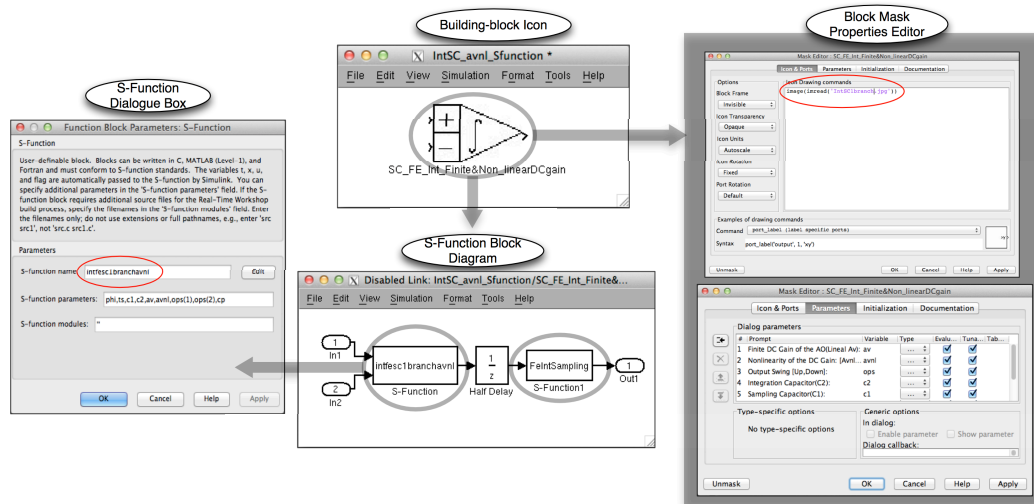 Building-block Icon
Block Mask
Properties Editor
S-Function
Dialogue Box
Function Block Parameters: S-Function
S-Function
User-definable block. Blocks can be written in C, MATLAB (Level-1), and
Fortran and must conform to S-function standards. The variables t, x, u,
and flag are automatically passed to the S-function by Simulink. You can
specify additional parameters in the 'S-function parameters' field. If the S-
function block requires additional source files for the Real-Time Workshop
build process, specify the filenames in the 'S-function modules' field. Enter
the filenames only; do not use extensions or full pathnames, e.g., enter 'src
src1', not 'src.c src1.c'.
Parameters
S-function name: intfesc1branchavnl Edit
S-function parameters: phi,ts,c1,c2,av,avnl,ops(1),ops(2),cp
S-function modules: ''
OK Cancel Help Apply
X IntSC_avnl_Sfunction *
File Edit View Simulation Format Tools Help
+
−
∫
SC_FE_Int_Finite&Non_linearDCgain
S-Function Block
Diagram
X Disabled Link: IntSC_avnl_Sfunction/SC_FE_Int_Finite&...
File Edit View Simulation Format Tools Help
1
In1
2
In2
intfesc1branchavnl
S-Function
1
z
Half Delay
FeIntSampling
S-Function1
1
Out1
Mask Editor : SC_FE_Int_Finite&Non_linearDCgain
Icon & Ports Parameters Initialization Documentation
Options
Icon Drawing commands
Block Frame
image(imread('IntSC1branch.jpg'))
Invisible
Icon Transparency
Opaque
Icon Units
Autoscale
Icon Rotation
Fixed
Port Rotation
Default
Examples of drawing commands
Command port_label (label specific ports)
Syntax port_label('output', 1, 'xy')
xy
Unmask OK Cancel Help Apply
Mask Editor : SC_FE_Int_Finite&Non_linearDCgain
Icon & Ports Parameters Initialization Documentation
Dialog parameters
# Prompt Variable Type Evalu... Tuna... Tab...
1 Finite DC Gain of the AO(Lineal Av): av ...
2 Nonlinearity of the DC Gain: [Avnl... avnl ...
3 Output Swing [Up,Down]: ops ...
4 Integration Capacitor(C2): c2 ...
5 Sampling Capacitor(C1): c1 ...
Type-specific options
No type-specific options
Generic options
In dialog:
Enable parameter Show parameter
Dialog callback:
Unmask OK Cancel Help Apply